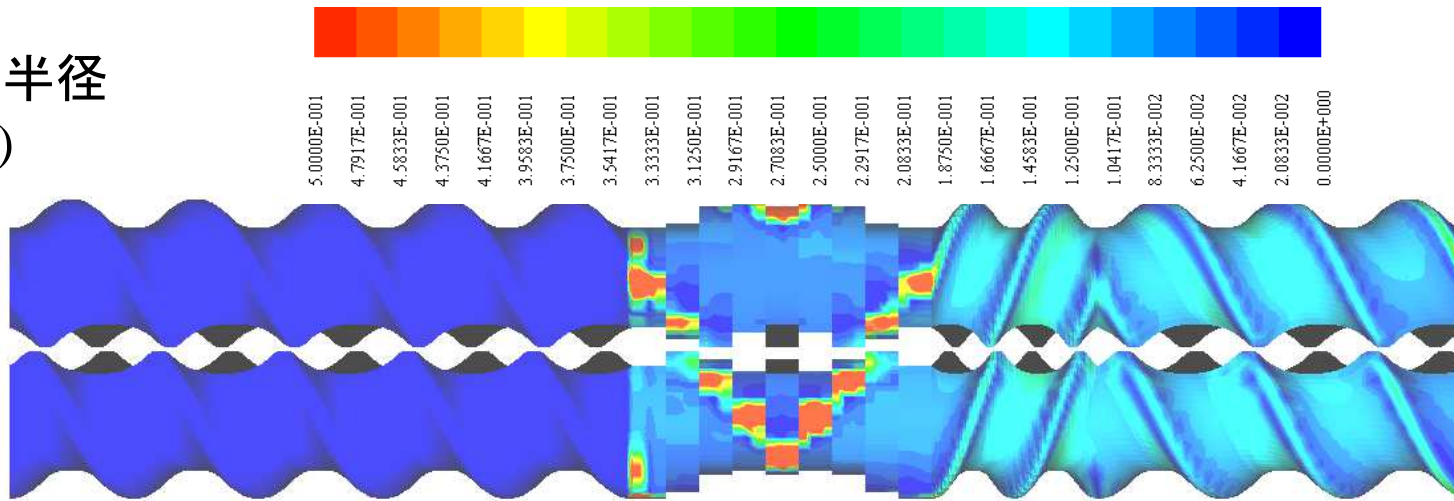 半径
)
5.0000E-001
4.7917E-001
4.5833E-001
4.3750E-001
4.1667E-001
3.9583E-001
3.7500E-001
3.5417E-001
3.3333E-001
3.1250E-001
2.9167E-001
2.7083E-001
2.5000E-001
2.2917E-001
2.0833E-001
1.8750E-001
1.6667E-001
1.4583E-001
1.2500E-001
1.0417E-001
8.3333E-002
6.2500E-002
4.1667E-002
2.0833E-002
0.0000E+000